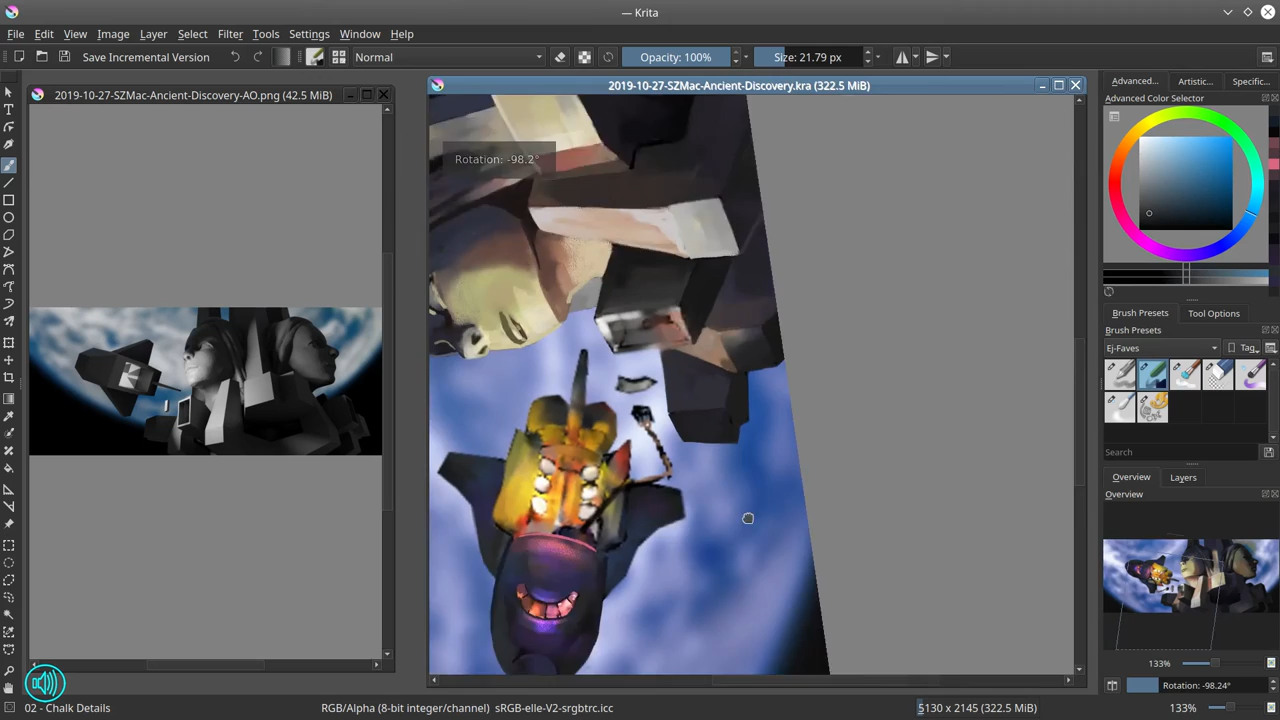 — Krita
File Edit View Image Layer Select Filter Tools Settings Window Help
Save Incremental Version Normal Opacity: 100% Size: 21.79 px
2019-10-27-SZMac-Ancient-Discovery-AO.png (42.5 MiB)
2019-10-27-SZMac-Ancient-Discovery.kra (322.5 MiB)
Rotation: -98.2°
Advanced... Artistic... Specific...
Advanced Color Selector
Brush Presets Tool Options
Brush Presets
Ej-Faves Tag
Search
Overview Layers
Overview
133%
Rotation: -98.24°
02 - Chalk Details RGB/Alpha (8-bit integer/channel) sRGB-elle-V2-srgbtrc.icc 5130 x 2145 (322.5 MiB) 133%